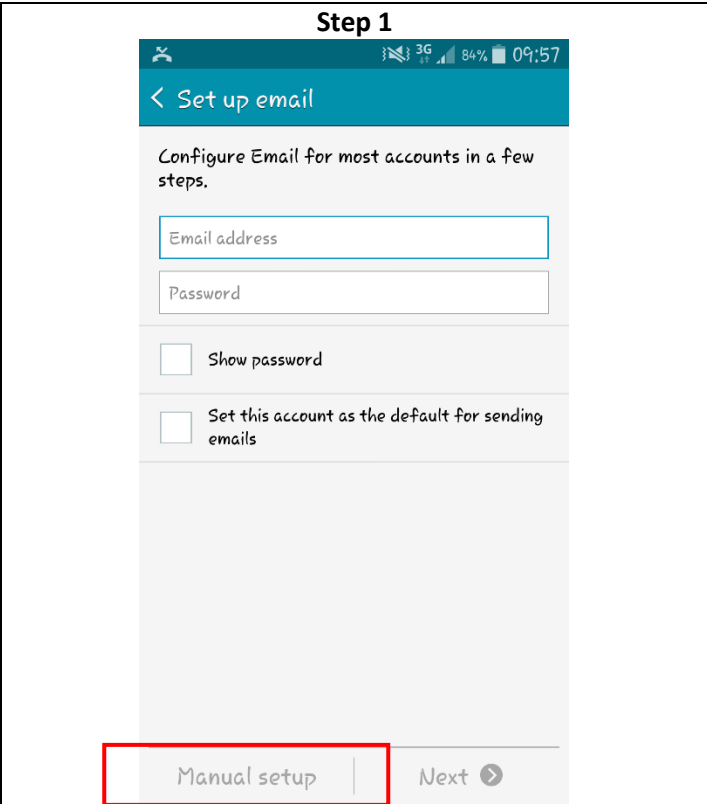 Step 1
3G 84% 09:57
Set up email
Configure Email for most accounts in a few
steps.
Email address
Password
Show password
Set this account as the default for sending
emails
Manual setup
Next